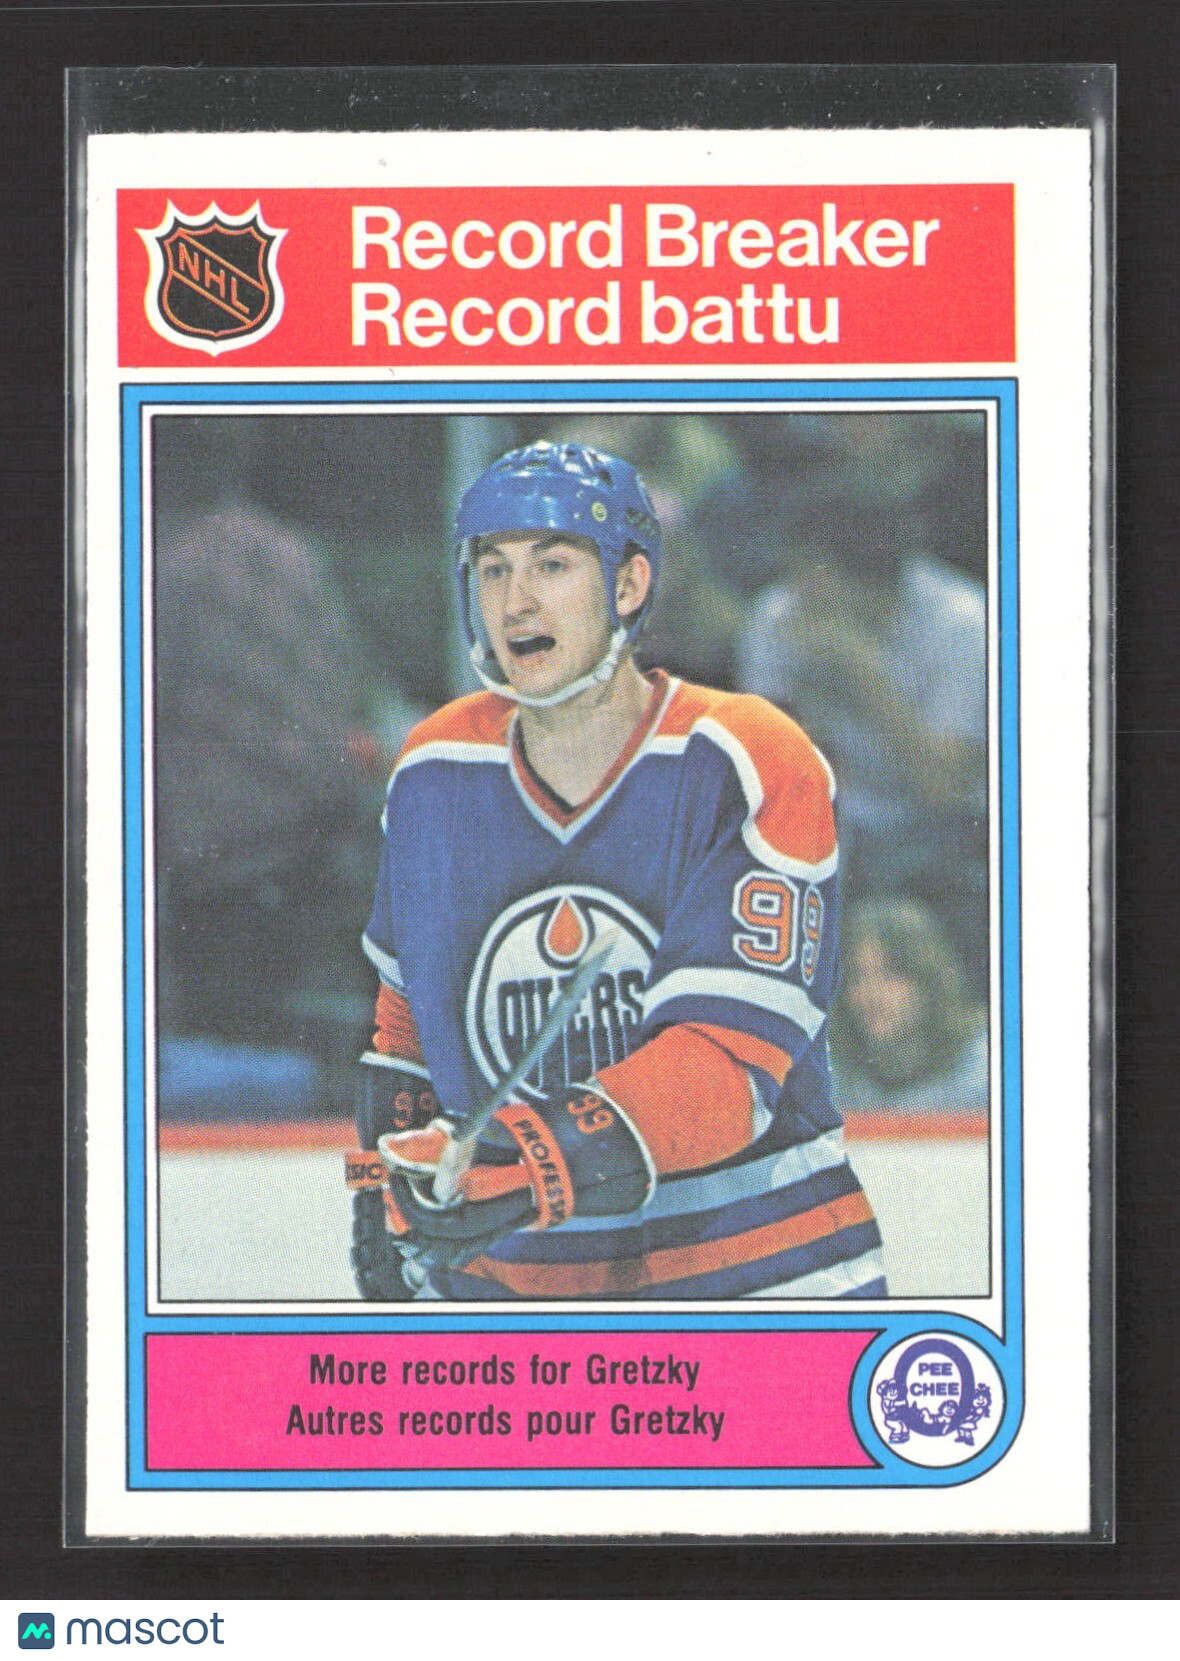 NHL
Record Breaker
Record battu
99
OILERS
99
99
PROFESS
More records for Gretzky
Autres records pour Gretzky
PEE
CHEE
mascot